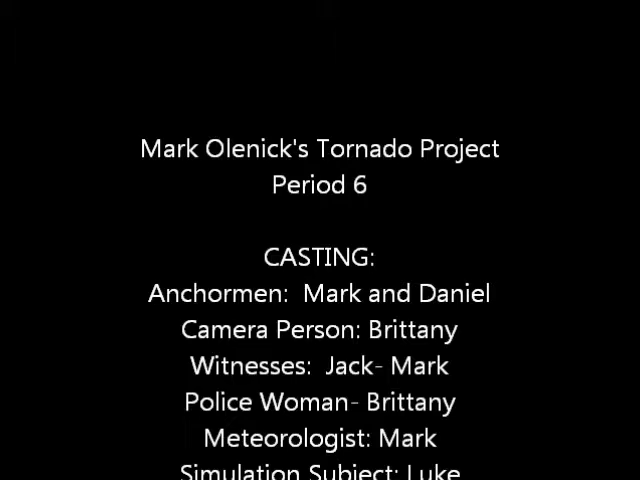 Mark Olenick's Tornado Project
Period 6
CASTING:
Anchormen:  Mark and Daniel
Camera Person: Brittany
Witnesses:  Jack- Mark
Police Woman- Brittany
Meteorologist: Mark
Simulation Subject: Luke